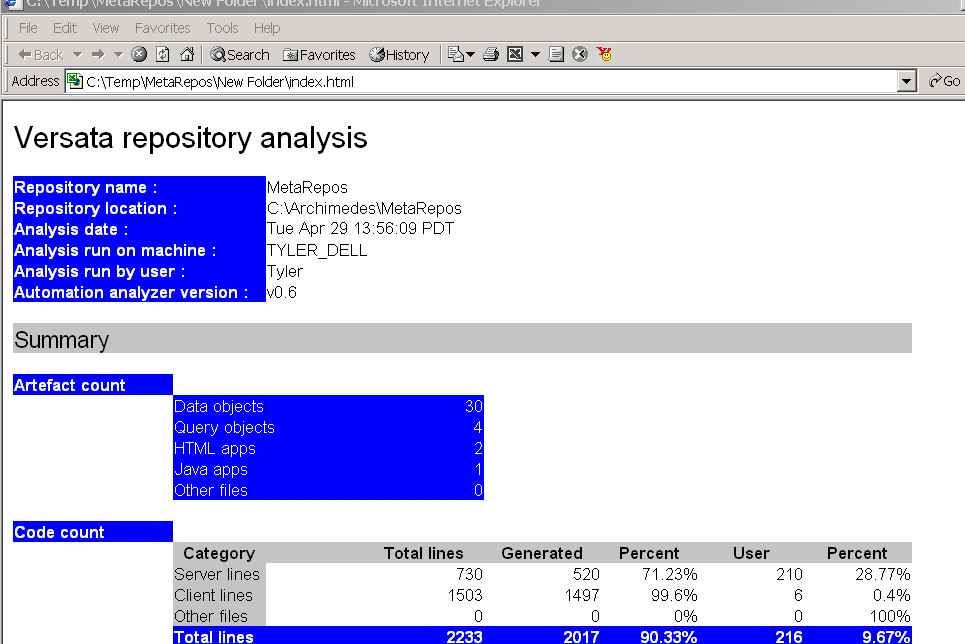 C:\Temp\MetaRepos\New Folder\index.html - Microsoft Internet Explorer
File Edit View Favorites Tools Help
Back Search Favorites History
Address C:\Temp\MetaRepos\New Folder\index.html Go
Versata repository analysis
Repository name : MetaRepos
Repository location : C:\Archimedes\MetaRepos
Analysis date : Tue Apr 29 13:56:09 PDT
Analysis run on machine : TYLER_DELL
Analysis run by user : Tyler
Automation analyzer version : v0.6
Summary
Artefact count
Data objects 30
Query objects 4
HTML apps 2
Java apps 1
Other files 0
Code count
Category Total lines Generated Percent User Percent
Server lines 730 520 71.23% 210 28.77%
Client lines 1503 1497 99.6% 6 0.4%
Other files 0 0 0% 0 100%
Total lines 2233 2017 90.33% 216 9.67%